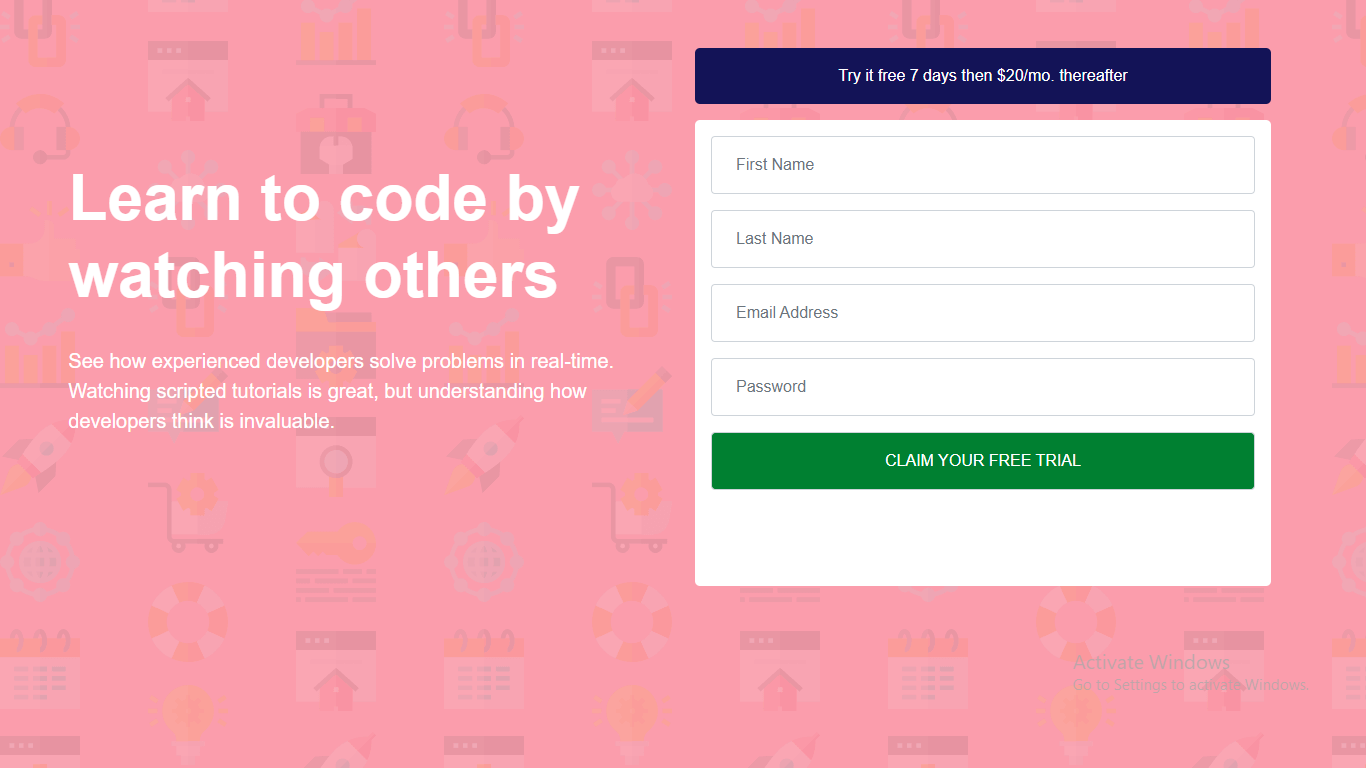 Learn to code by
watching others
See how experienced developers solve problems in real-time.
Watching scripted tutorials is great, but understanding how
developers think is invaluable.
Try it free 7 days then $20/mo. thereafter
First Name
Last Name
Email Address
Password
CLAIM YOUR FREE TRIAL
Activate Windows
Go to Settings to activate Windows.